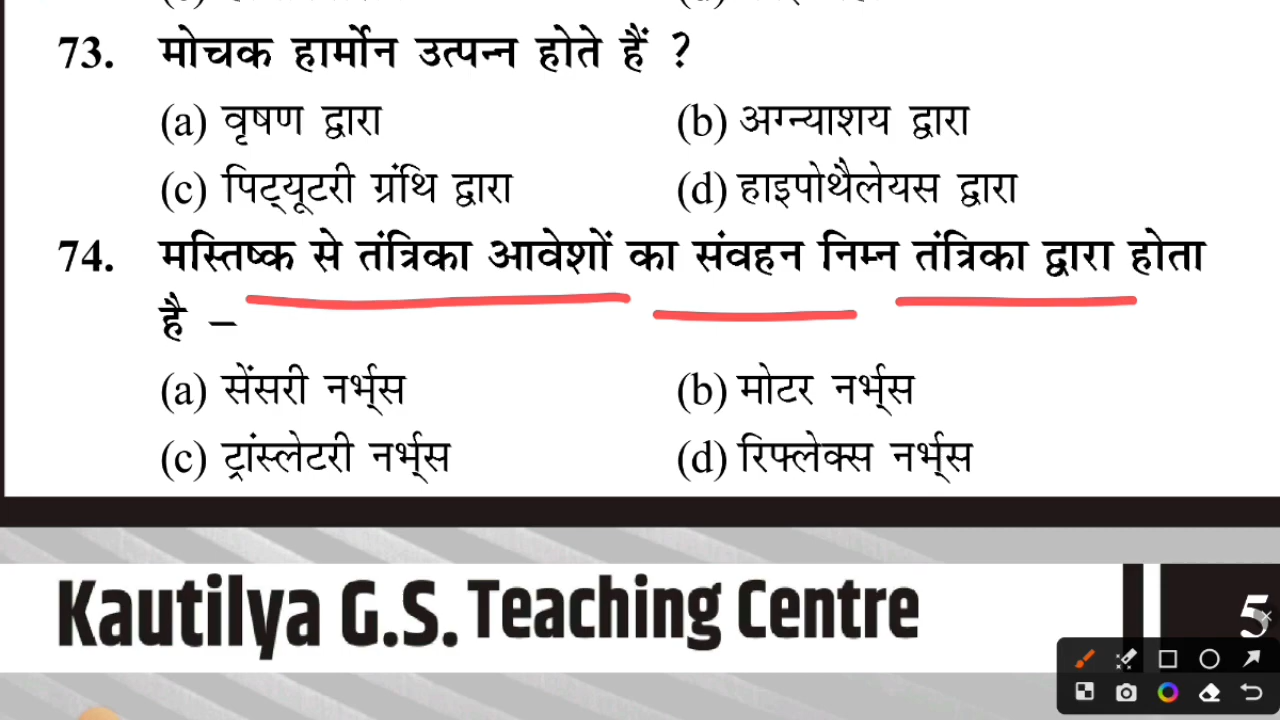 73. मोचक हार्मोन उत्पन्न होते हैं ?
(a) वृषण द्वारा (b) अग्न्याशय द्वारा
(c) पिट्यूटरी ग्रंथि द्वारा (d) हाइपोथैलेयस द्वारा
74. मस्तिष्क से तंत्रिका आवेशों का संवहन निम्न तंत्रिका द्वारा होता
है –
(a) सेंसरी नर्भ्स (b) मोटर नर्भ्स
(c) ट्रांस्लेटरी नर्भ्स (d) रिफ्लेक्स नर्भ्स
Kautilya G.S. Teaching Centre
5